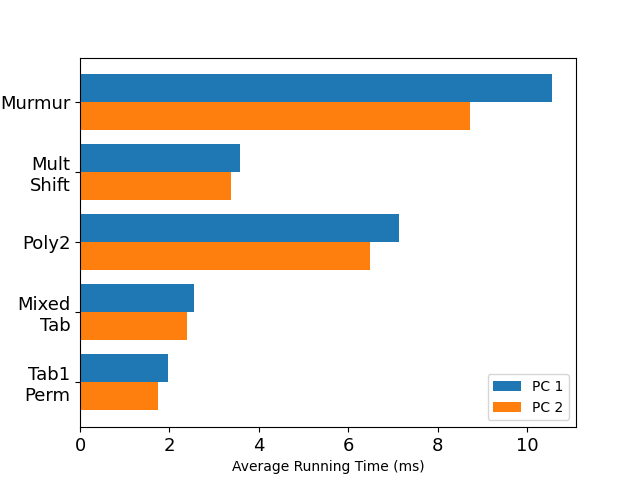 Murmur
Mult
Shift
Poly2
Mixed
Tab
Tab1
Perm
PC 1
PC 2
0 2 4 6 8 10
Average Running Time (ms)